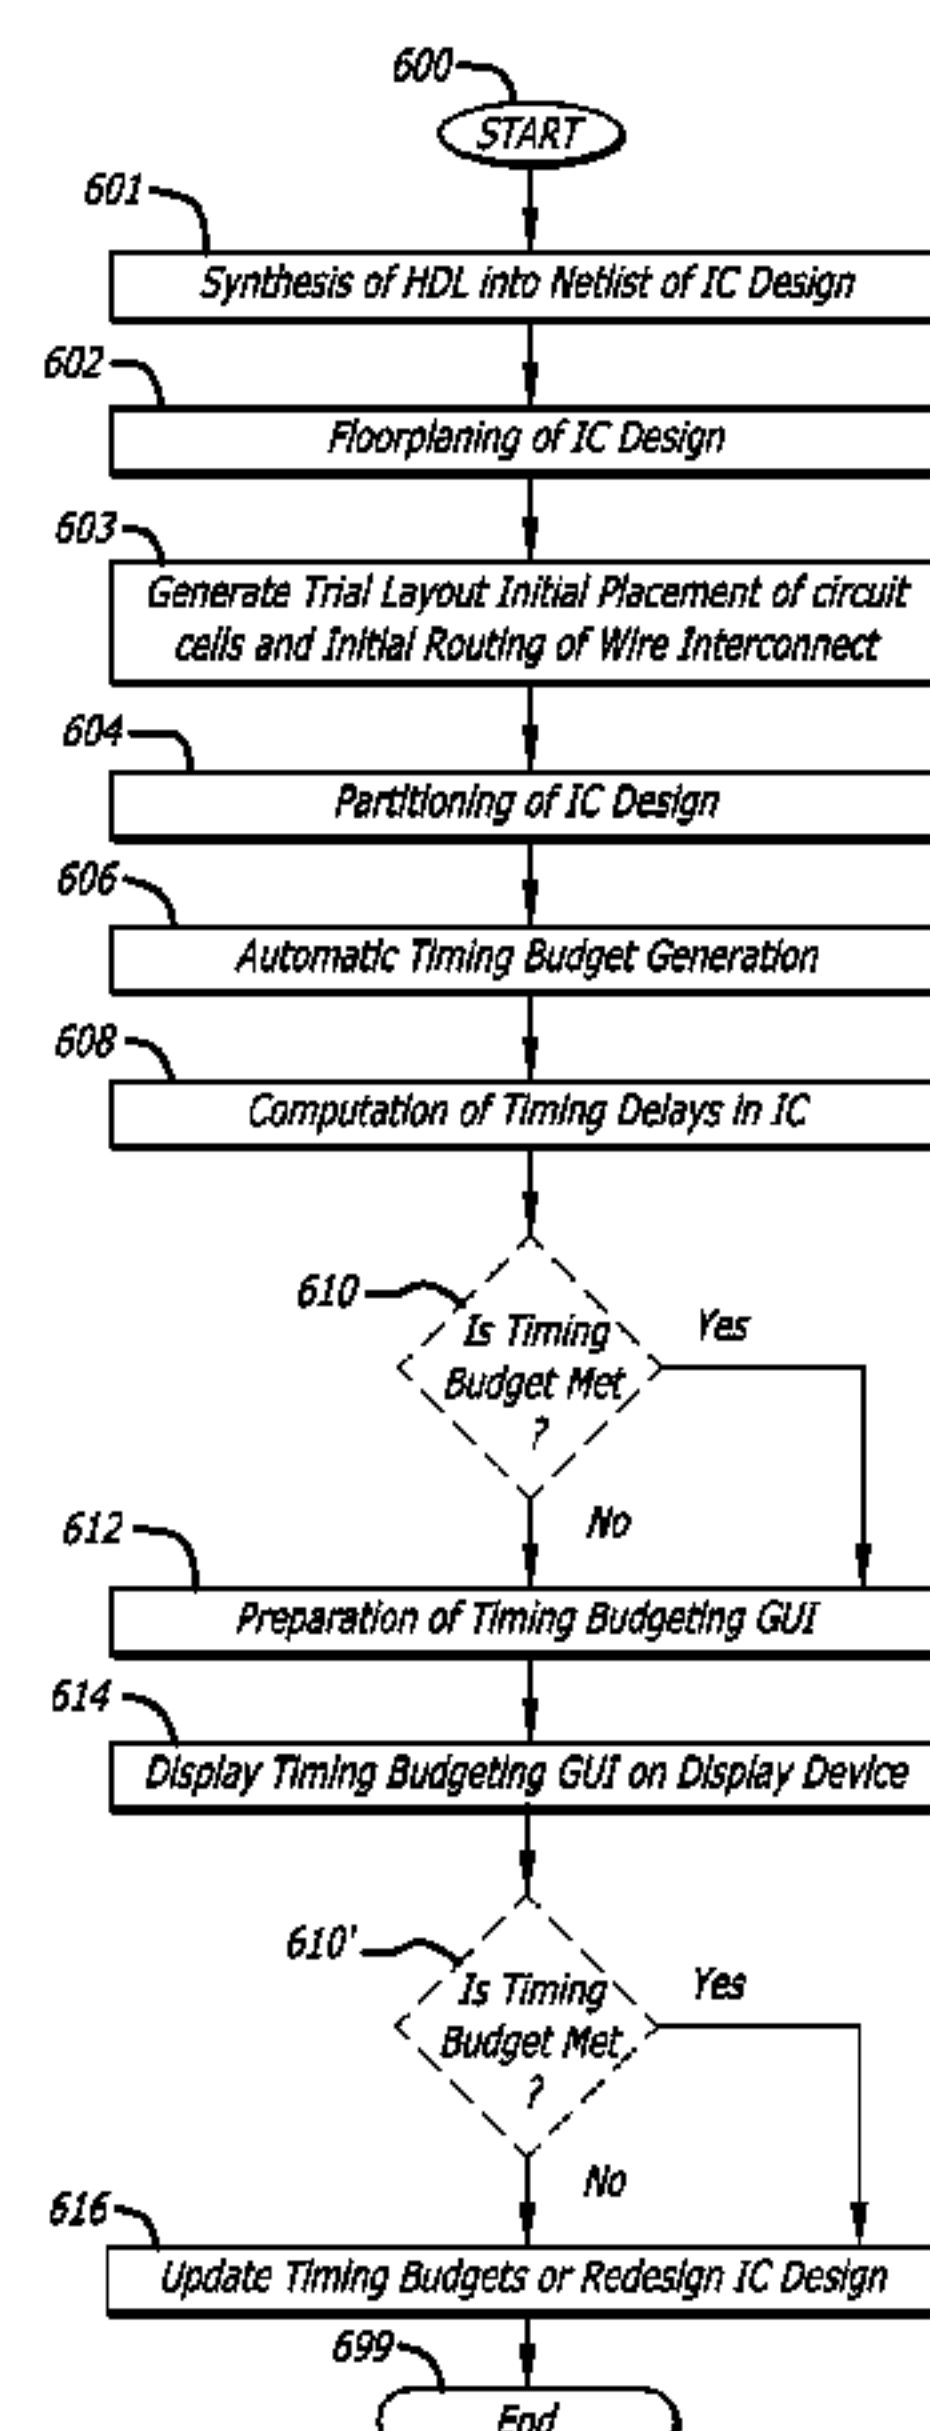 600
START
601
Synthesis of HDL into Netlist of IC Design
602
Floorplaning of IC Design
603
Generate Trial Layout Initial Placement of circuit
cells and Initial Routing of Wire Interconnect
604
Partitioning of IC Design
606
Automatic Timing Budget Generation
608
Computation of Timing Delays in IC
610
Is Timing
Budget Met
?
Yes
No
612
Preparation of Timing Budgeting GUI
614
Display Timing Budgeting GUI on Display Device
610'
Is Timing
Budget Met
?
Yes
No
616
Update Timing Budgets or Redesign IC Design
699
End